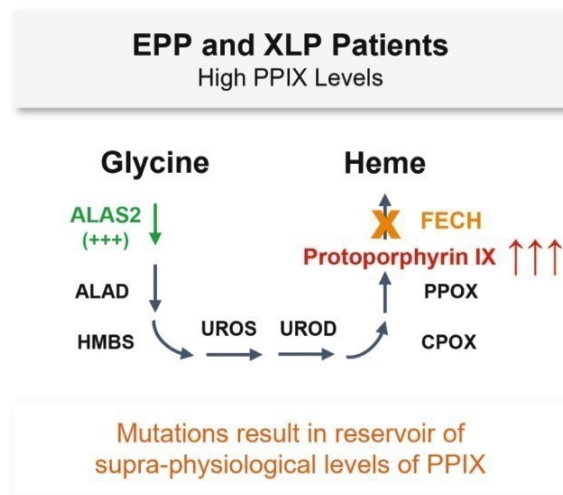 EPP and XLP Patients
High PPIX Levels
Glycine
Heme
ALAS2
(+++)
FECH
Protoporphyrin IX ↑↑↑
ALAD
PPOX
HMBS
UROS
UROD
CPOX
Mutations result in reservoir of
supra-physiological levels of PPIX